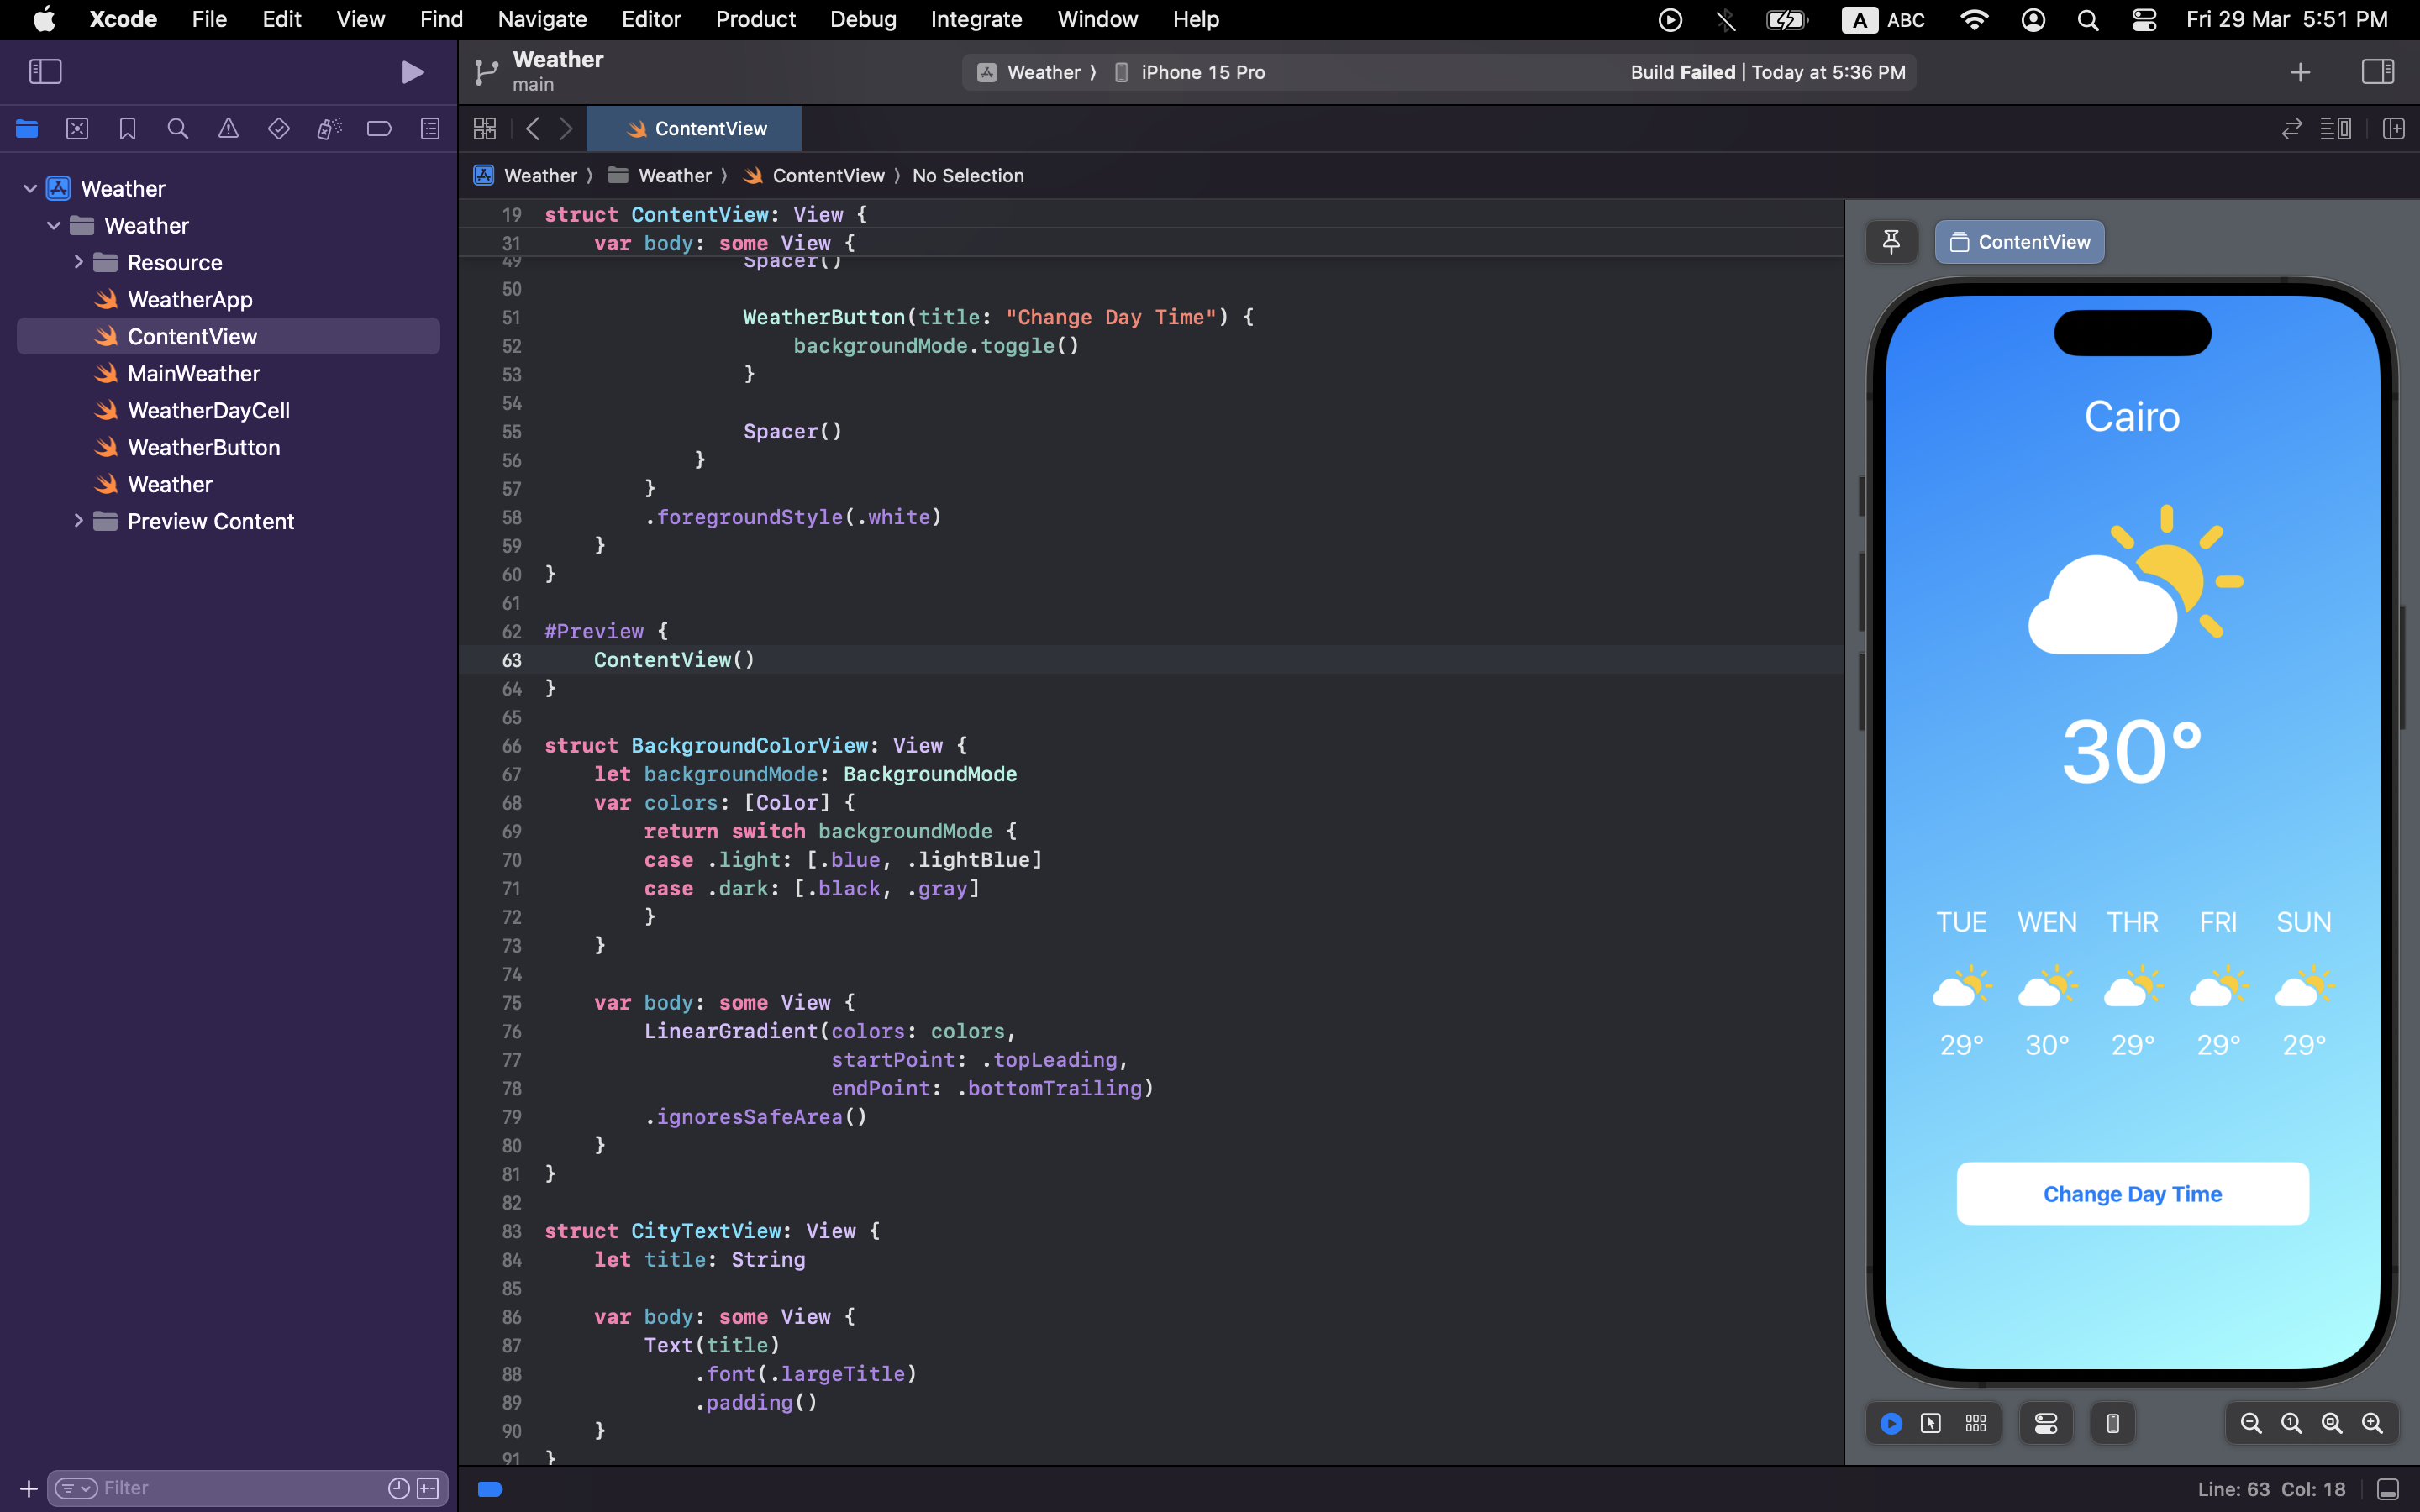 Xcode File Edit View Find Navigate Editor Product Debug Integrate Window Help A ABC Fri 29 Mar 5:51 PM
Weather
main
Weather ⟩ iPhone 15 Pro
Build Failed | Today at 5:36 PM
ContentView
Weather ⟩ Weather ⟩ ContentView ⟩ No Selection
Weather
Weather
Resource
WeatherApp
ContentView
MainWeather
WeatherDayCell
WeatherButton
Weather
Preview Content
Filter
19 struct ContentView: View {
31     var body: some View {
49                 Spacer()
50
51                 WeatherButton(title: "Change Day Time") {
52                     backgroundMode.toggle()
53                 }
54
55                 Spacer()
56             }
57         }
58         .foregroundStyle(.white)
59     }
60 }
61
62 #Preview {
63     ContentView()
64 }
65
66 struct BackgroundColorView: View {
67     let backgroundMode: BackgroundMode
68     var colors: [Color] {
69         return switch backgroundMode {
70         case .light: [.blue, .lightBlue]
71         case .dark: [.black, .gray]
72         }
73     }
74
75     var body: some View {
76         LinearGradient(colors: colors,
77                        startPoint: .topLeading,
78                        endPoint: .bottomTrailing)
79         .ignoresSafeArea()
80     }
81 }
82
83 struct CityTextView: View {
84     let title: String
85
86     var body: some View {
87         Text(title)
88             .font(.largeTitle)
89             .padding()
90     }
91 }
ContentView
Cairo
30°
TUE WEN THR FRI SUN
29° 30° 29° 29° 29°
Change Day Time
Line: 63 Col: 18